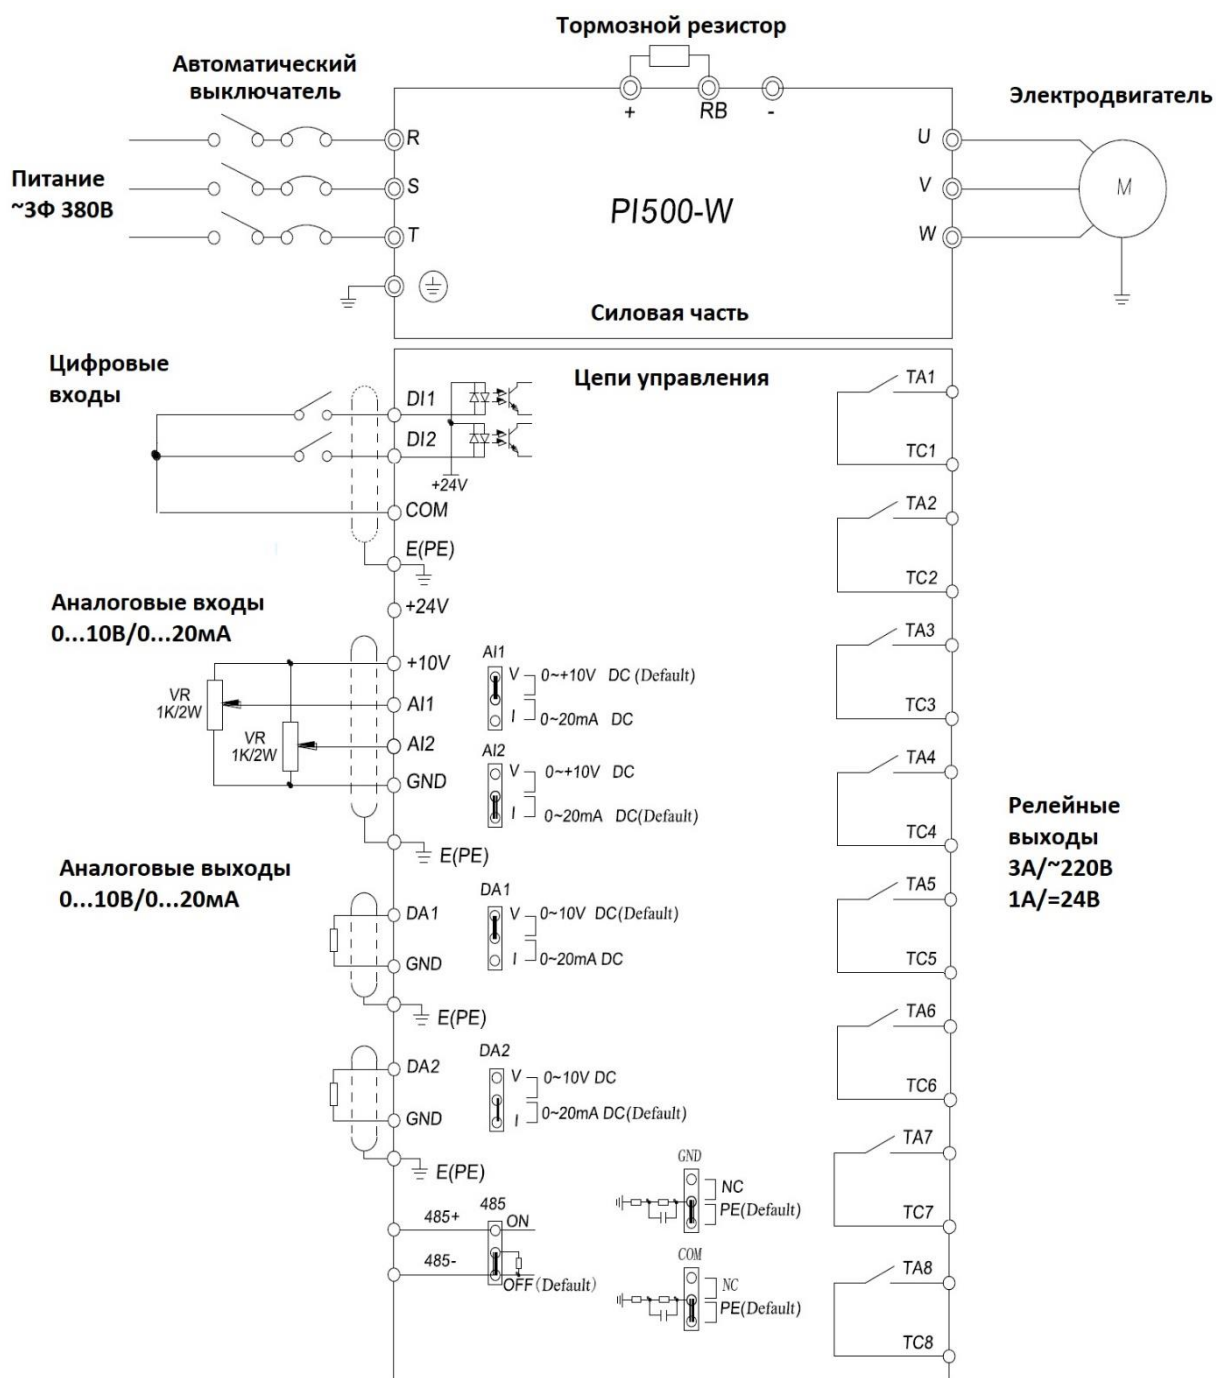 Тормозной резистор
Автоматический
выключатель
Электродвигатель
+
RB
-
R
U
Питание
~3Ф 380В
S
PI500-W
V
M
T
W
Силовая часть
Цифровые
входы
Цепи управления
DI1
DI2
+24V
COM
E(PE)
+24V
TA1
TC1
TA2
TC2
Аналоговые входы
0...10В/0...20мА
+10V
AI1
AI2
GND
E(PE)
VR
1K/2W
VR
1K/2W
AI1
V
0~+10V DC (Default)
I
0~20mA DC
AI2
V
0~+10V DC
I
0~20mA DC(Default)
TA3
TC3
TA4
TC4
Релейные
выходы
3А/~220В
1А/=24В
Аналоговые выходы
0...10В/0...20мА
DA1
GND
E(PE)
DA1
V
0~10V DC(Default)
I
0~20mA DC
TA5
TC5
DA2
GND
E(PE)
DA2
V
0~10V DC
I
0~20mA DC(Default)
TA6
TC6
485+
485-
485
ON
OFF(Default)
GND
NC
PE(Default)
COM
NC
PE(Default)
TA7
TC7
TA8
TC8